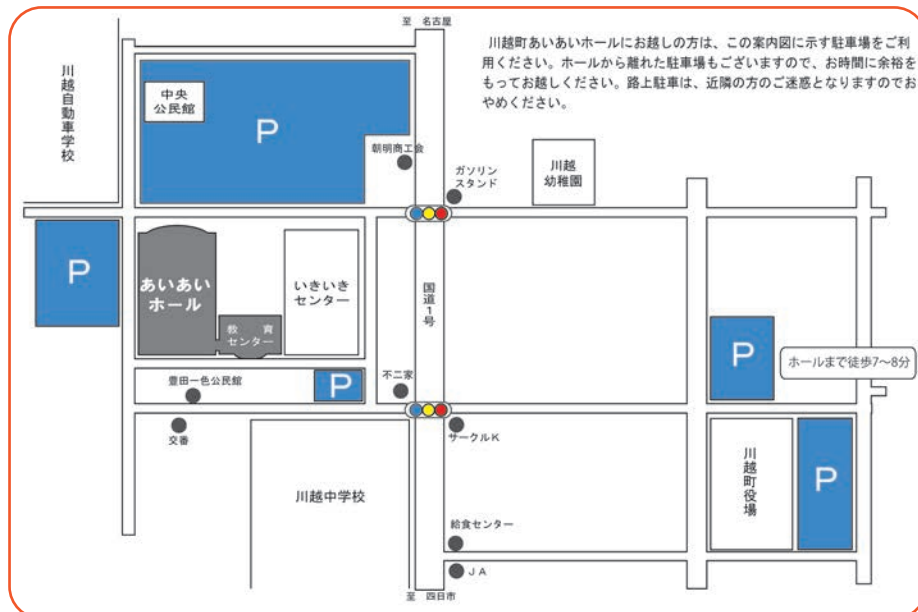 至 名古屋
川越町あいあいホールにお越しの方は、この案内図に示す駐車場をご利
用ください。ホールから離れた駐車場もございますので、お時間に余裕を
もってお越しください。路上駐車は、近隣の方のご迷惑となりますのでお
やめください。
川越自動車学校
中央
公民館
P
朝明商工会
ガソリン
スタンド
川越
幼稚園
P
あいあい
ホール
教育
センター
いきいき
センター
国道1号
P
ホールまで徒歩7〜8分
豊田一色公民館
P
不二家
交番
サークルK
川越中学校
川越町役場
P
給食センター
JA
至 四日市